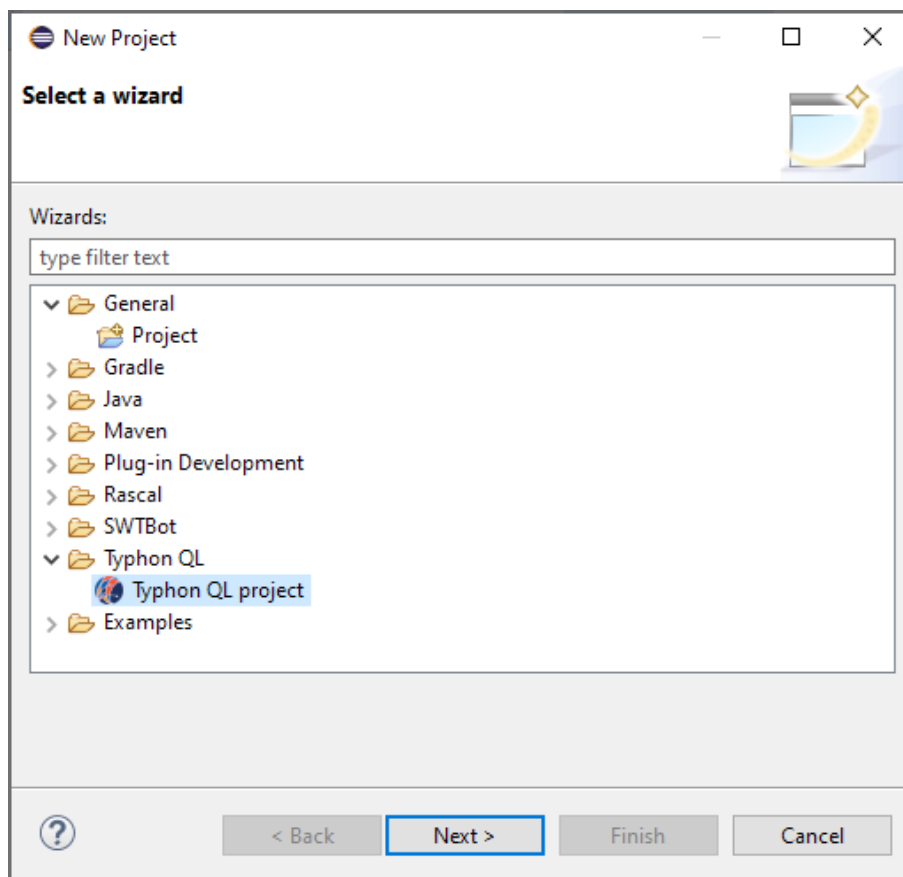 New Project
Select a wizard
Wizards:
type filter text
General
Project
Gradle
Java
Maven
Plug-in Development
Rascal
SWTBot
Typhon QL
Typhon QL project
Examples
?
< Back
Next >
Finish
Cancel